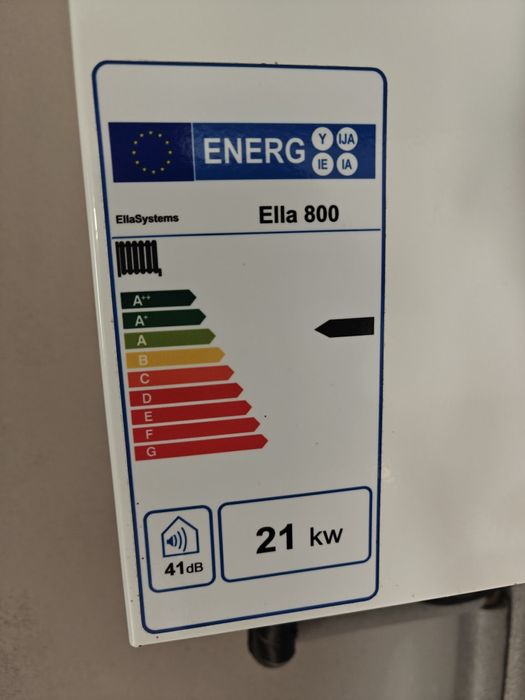 ENERG Y IJA
IE IA
EllaSystems Ella 800
A++
A+
A
B
C
D
E
F
G
41dB
21 kw